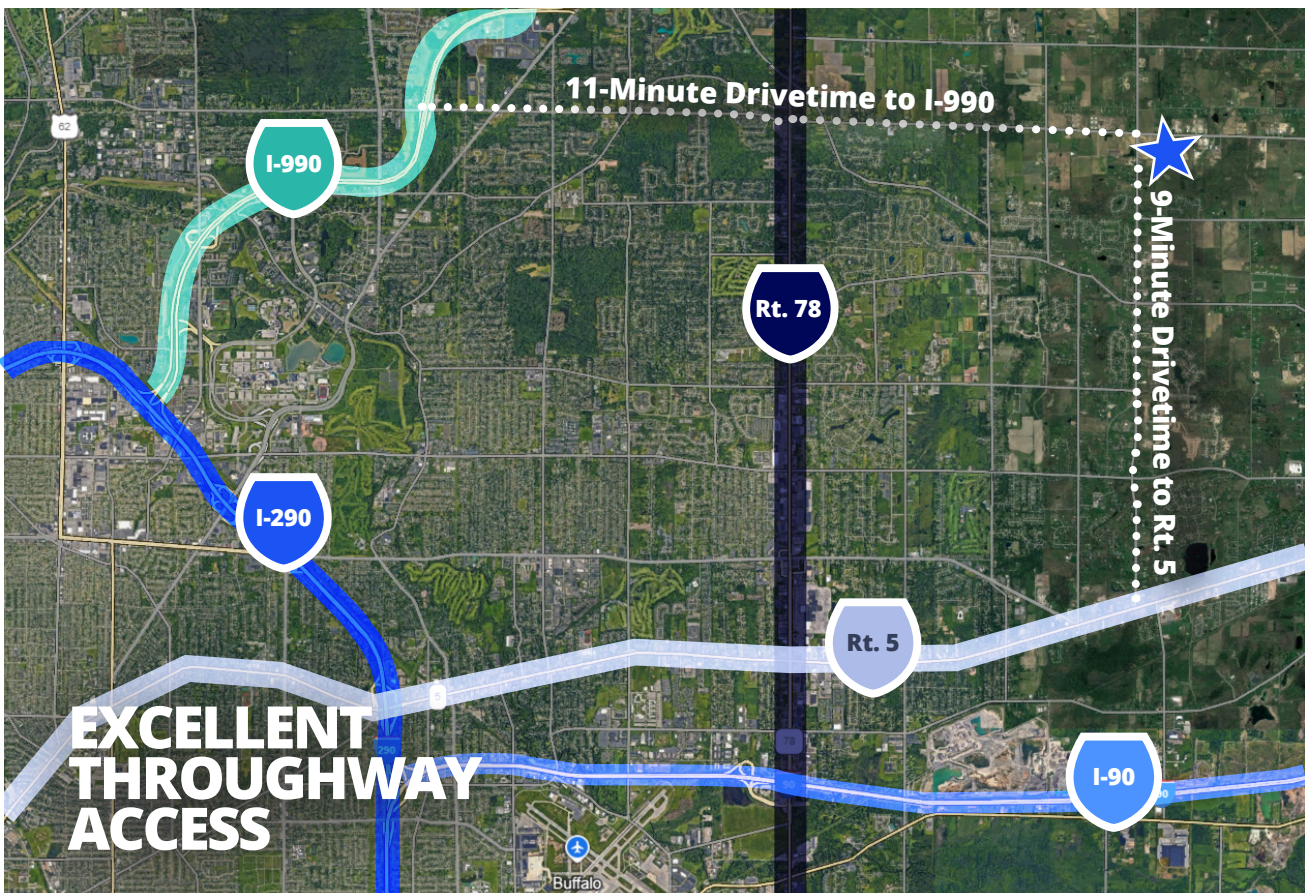 11-Minute Drivetime to I-990
62
I-990
9-Minute Drivetime to Rt. 5
Rt. 78
I-290
Rt. 5
5
EXCELLENT
THROUGHWAY
ACCESS
290
78
I-90
90
90
Buffalo